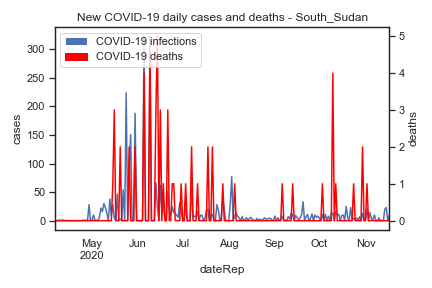 New COVID-19 daily cases and deaths - South_Sudan
COVID-19 infections
COVID-19 deaths
300
250
200
150
100
50
0
cases
5
4
3
2
1
0
deaths
May Jun Jul Aug Sep Oct Nov
2020
dateRep